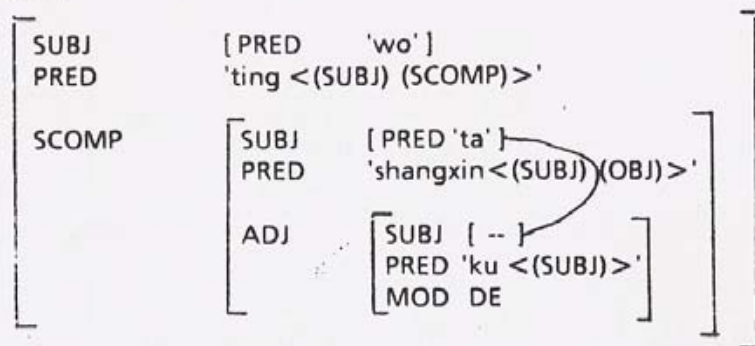 SUBJ [PRED 'wo']
PRED 'ting <(SUBJ) (SCOMP)>'
SCOMP SUBJ [PRED 'ta']
PRED 'shangxin<(SUBJ) (OBJ)>'
ADJ SUBJ [ -- ]
PRED 'ku <(SUBJ)>'
MOD DE